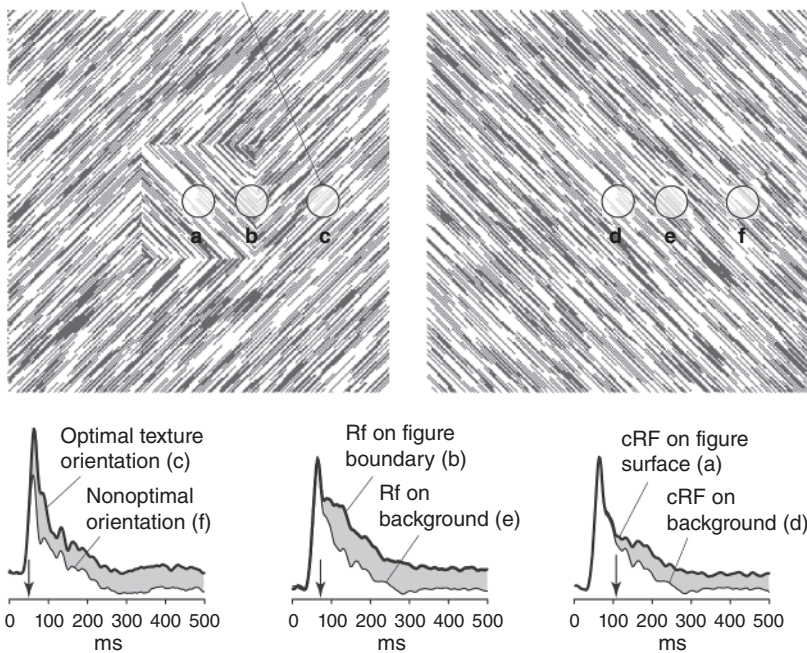 a
b
c
d
e
f
Optimal texture
orientation (c)
Nonoptimal
orientation (f)
0 100 200 300 400 500
ms
Rf on figure
boundary (b)
Rf on
background (e)
0 100 200 300 400 500
ms
cRF on figure
surface (a)
cRF on
background (d)
0 100 200 300 400 500
ms